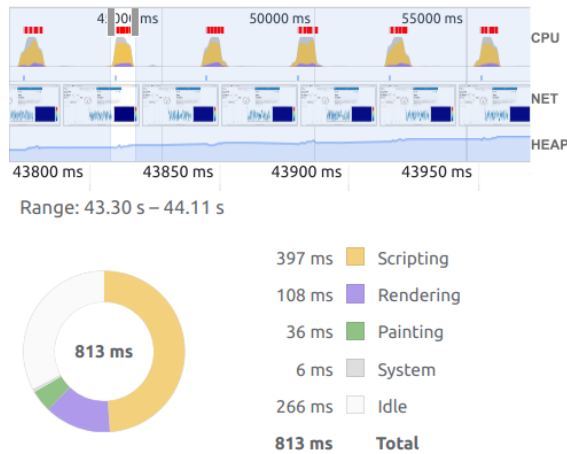 45000 ms 50000 ms 55000 ms
CPU
NET
HEAP
43800 ms 43850 ms 43900 ms 43950 ms
Range: 43.30 s – 44.11 s
397 ms Scripting
108 ms Rendering
36 ms Painting
6 ms System
266 ms Idle
813 ms Total
813 ms